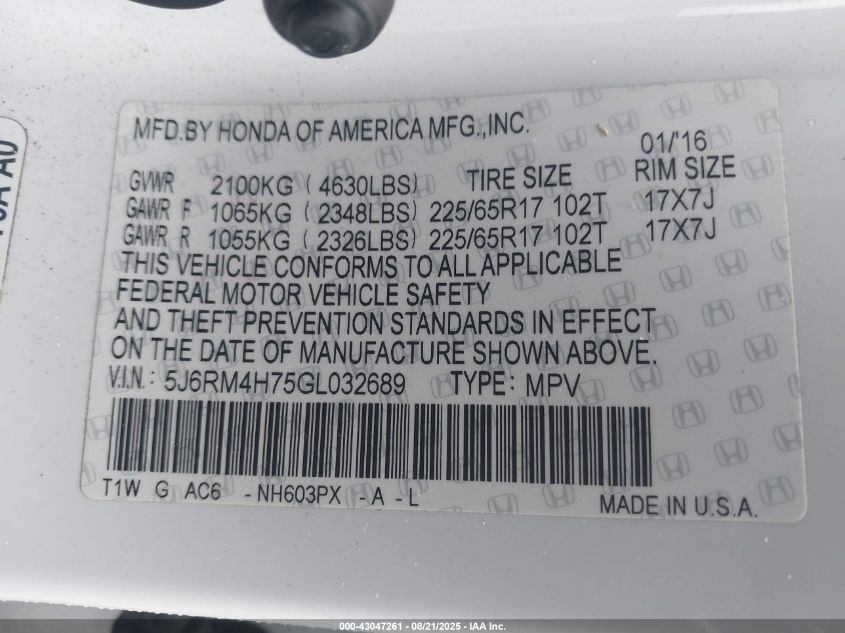 MFD.BY HONDA OF AMERICA MFG.,INC.
01/'16
GVWR 2100KG ( 4630LBS) TIRE SIZE RIM SIZE
GAWR F 1065KG ( 2348LBS) 225/65R17 102T 17X7J
GAWR R 1055KG ( 2326LBS) 225/65R17 102T 17X7J
THIS VEHICLE CONFORMS TO ALL APPLICABLE
FEDERAL MOTOR VEHICLE SAFETY
AND THEFT PREVENTION STANDARDS IN EFFECT
ON THE DATE OF MANUFACTURE SHOWN ABOVE.
V.I.N.: 5J6RM4H75GL032689 TYPE: MPV
T1W G AC6 -NH603PX -A -L MADE IN U.S.A.
000-43047261 - 08/21/2025 - IAA Inc.